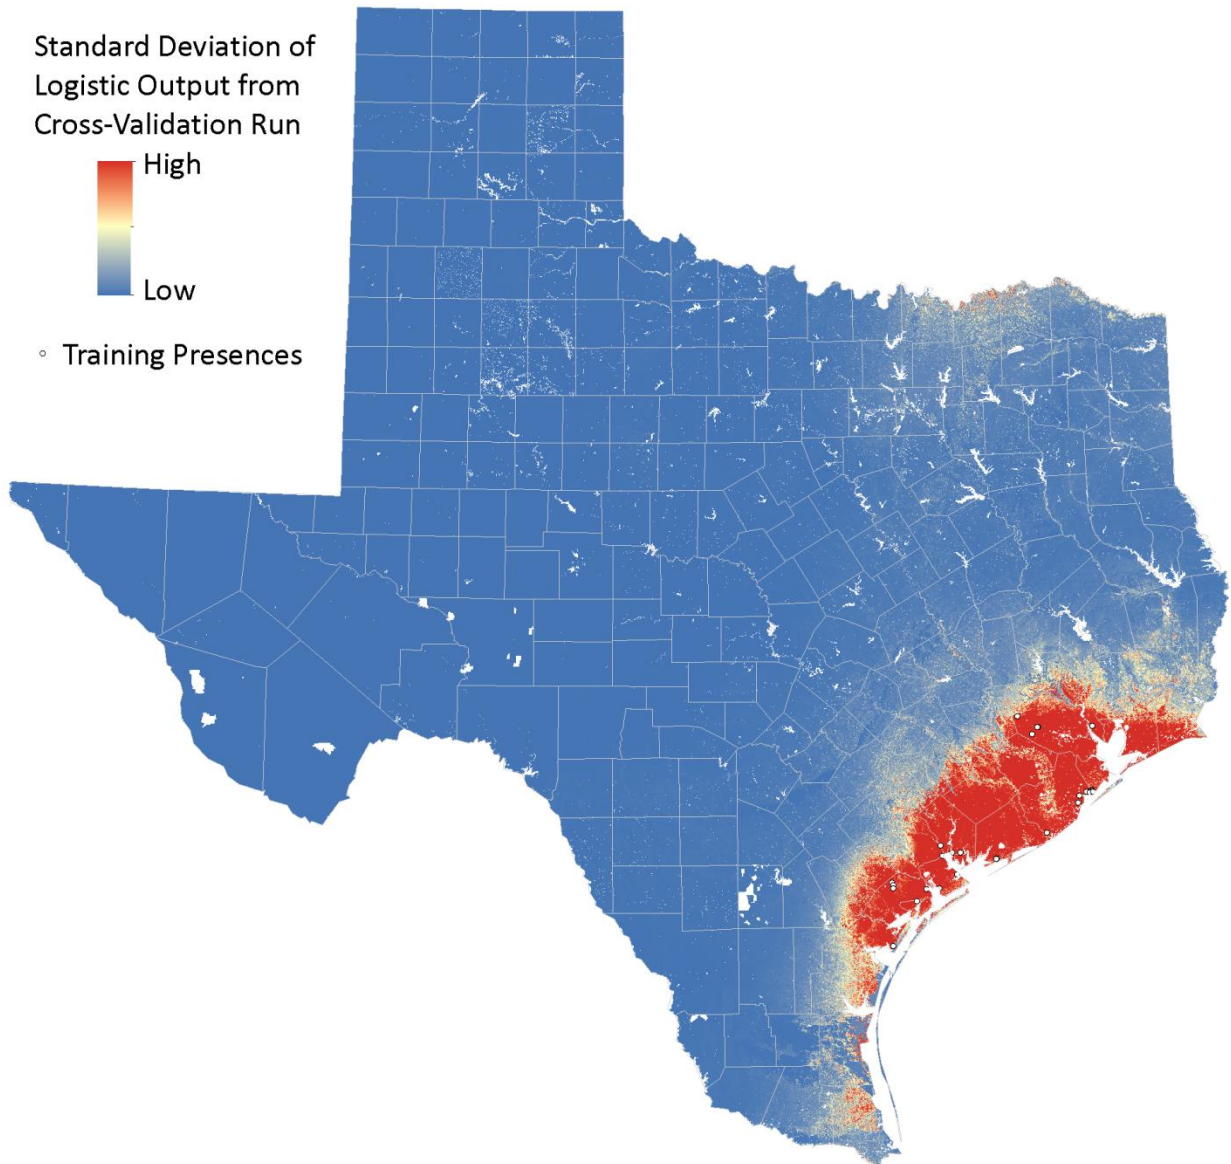 Standard Deviation of
Logistic Output from
Cross-Validation Run
High
Low
Training Presences